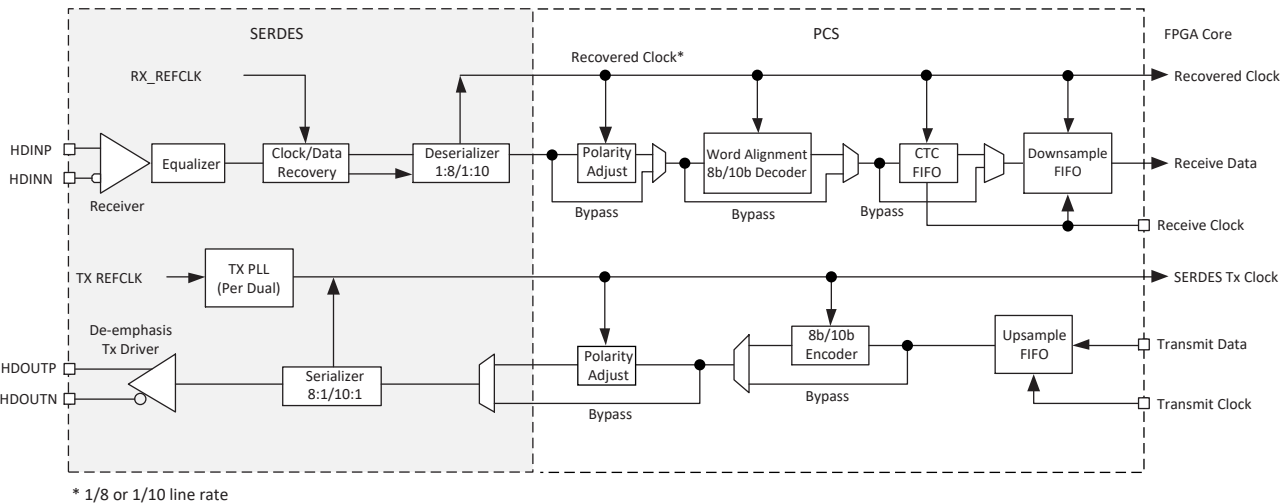 SERDES
PCS
FPGA Core
RX_REFCLK
Recovered Clock*
Recovered Clock
HDINP
HDINN
Receiver
Equalizer
Clock/Data
Recovery
Deserializer
1:8/1:10
Polarity
Adjust
Bypass
Word Alignment
8b/10b Decoder
Bypass
CTC
FIFO
Bypass
Downsample
FIFO
Receive Data
Receive Clock
TX REFCLK
TX PLL
(Per Dual)
SERDES Tx Clock
De-emphasis
Tx Driver
HDOUTP
HDOUTN
Serializer
8:1/10:1
Polarity
Adjust
Bypass
8b/10b
Encoder
Bypass
Upsample
FIFO
Transmit Data
Transmit Clock
* 1/8 or 1/10 line rate